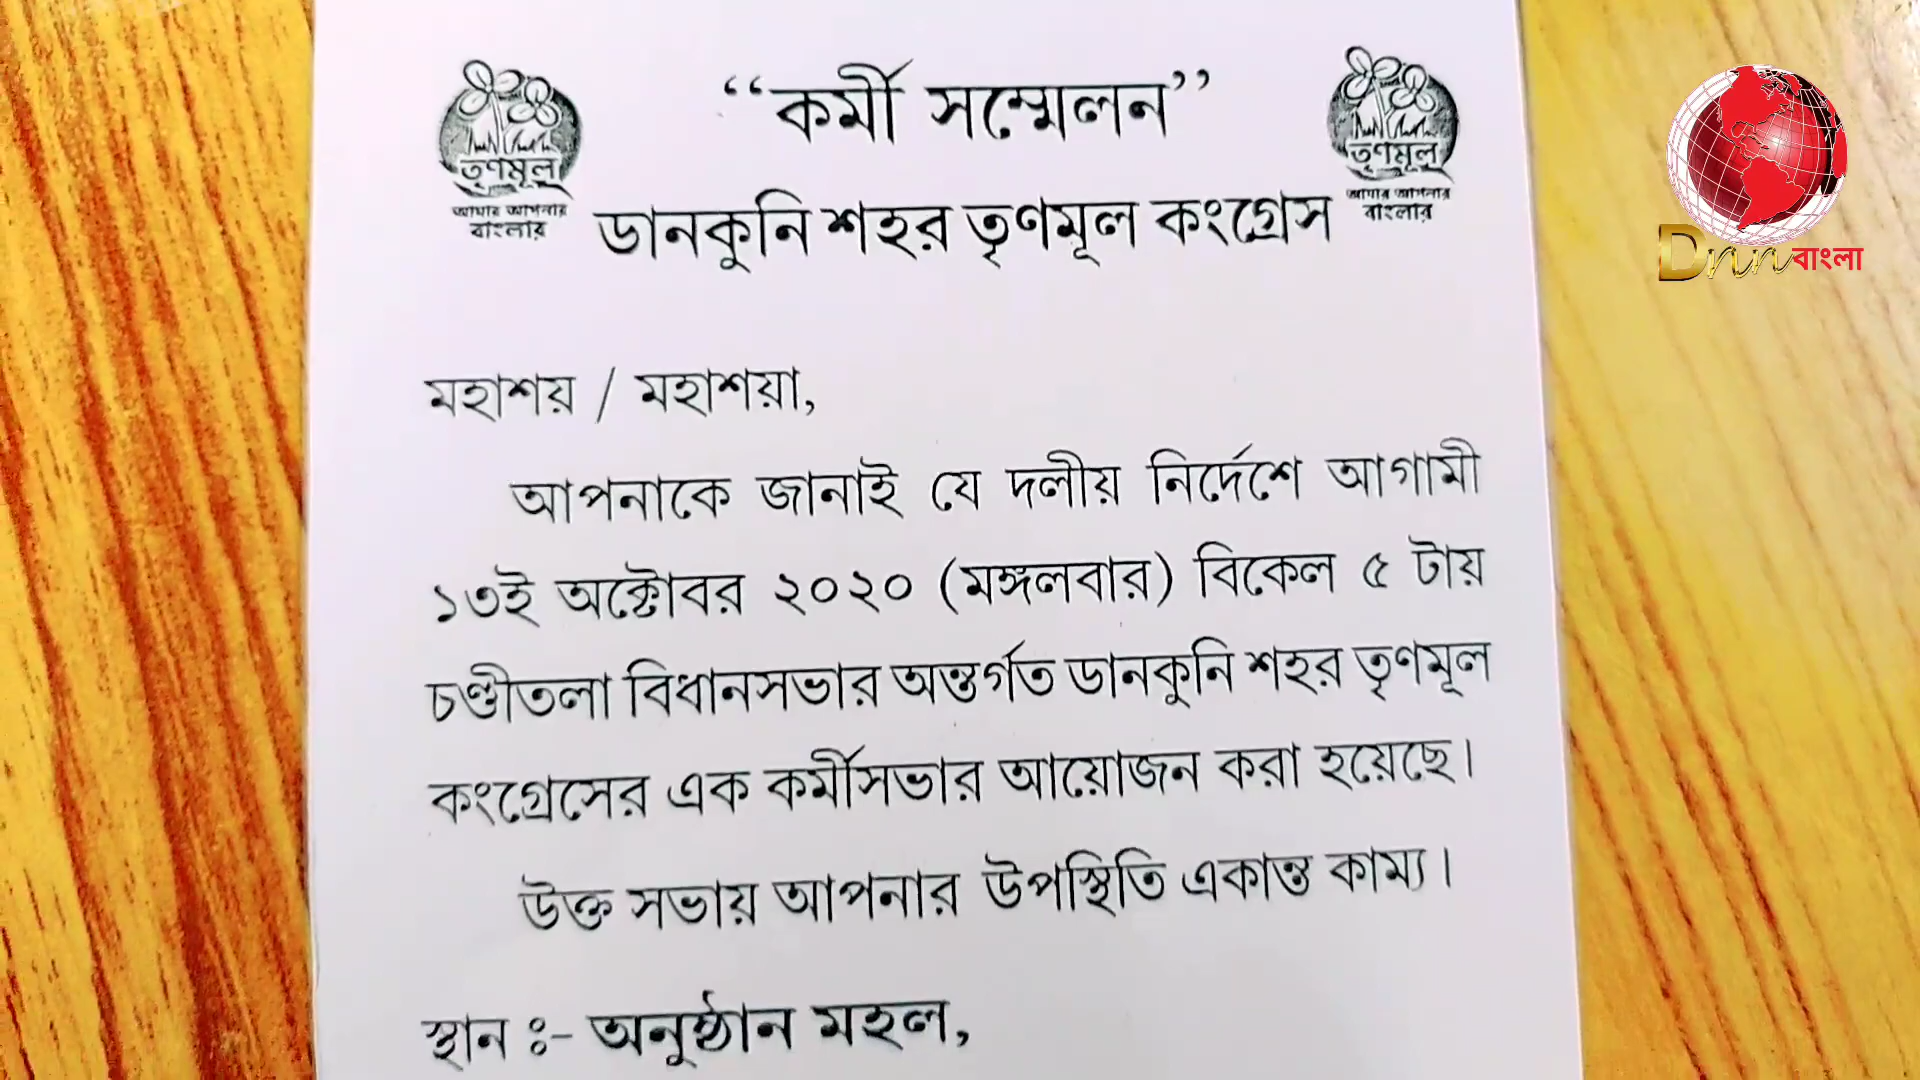 “কর্মী সম্মেলন”
ডানকুনি শহর তৃণমূল কংগ্রেস
তৃণমূল
আমার আপনার
বাংলার
তৃণমূল
আমার আপনার
বাংলার
Dnnবাংলা
মহাশয় / মহাশয়া,
আপনাকে জানাই যে দলীয় নির্দেশে আগামী
১৩ই অক্টোবর ২০২০ (মঙ্গলবার) বিকেল ৫ টায়
চণ্ডীতলা বিধানসভার অন্তর্গত ডানকুনি শহর তৃণমূল
কংগ্রেসের এক কর্মীসভার আয়োজন করা হয়েছে।
উক্ত সভায় আপনার উপস্থিতি একান্ত কাম্য।
স্থান ঃ- অনুষ্ঠান মহল,